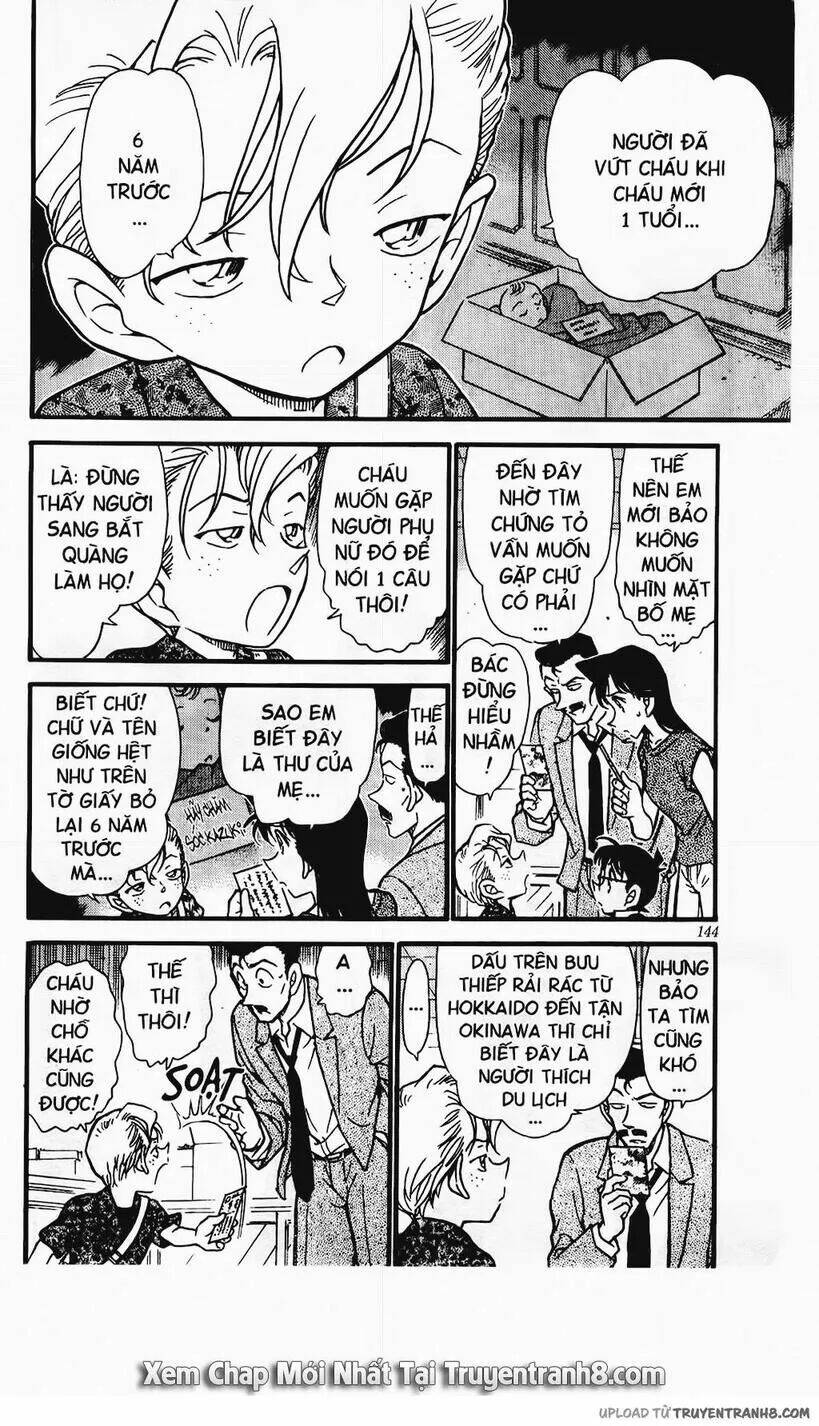 NGƯỜI ĐÃ
VỨT CHÁU KHI
CHÁU MỚI
1 TUỔI...
6
NĂM
TRƯỚC
...
THẾ
NÊN EM
MỚI BẢO
KHÔNG
MUỐN
NHÌN MẶT
BỐ MẸ
...
ĐẾN ĐÂY
NHỜ TÌM
CHỨNG TỎ
VẪN MUỐN
GẶP CHỨ
CÓ PHẢI
...
BÁC
ĐỪNG
HIỂU
NHẦM
!
CHÁU
MUỐN GẶP
NGƯỜI PHỤ
NỮ ĐÓ ĐỂ
NÓI 1 CÂU
THÔI!
LÀ: ĐỪNG
THẤY NGƯỜI
SANG BẮT
QUÀNG
LÀM HỌ!
THẾ
HẢ
...
SAO EM
BIẾT ĐÂY
LÀ THƯ CỦA
MẸ...
BIẾT CHỨ!
CHỮ VÀ TÊN
GIỐNG HỆT
NHƯ TRÊN
TỜ GIẤY BỎ
LẠI 6 NĂM
TRƯỚC
MÀ...
HÃY CHĂM
SÓC KAZUKI
144
NHƯNG
BẢO
TA TÌM
CŨNG
KHÓ
...
DẤU TRÊN BƯU
THIẾP RẢI RÁC TỪ
HOKKAIDO ĐẾN TẬN
OKINAWA THÌ CHỈ
BIẾT ĐÂY LÀ
NGƯỜI THÍCH
DU LỊCH
...
...
A
...
THẾ
THÌ
THÔI!
SOẠT
CHÁU
NHỜ
CHỖ
KHÁC
CŨNG
ĐƯỢC!
Xem Chap Mới Nhất Tại Truyentranh8.com
UPLOAD TỪ TRUYENTRANH8.COM